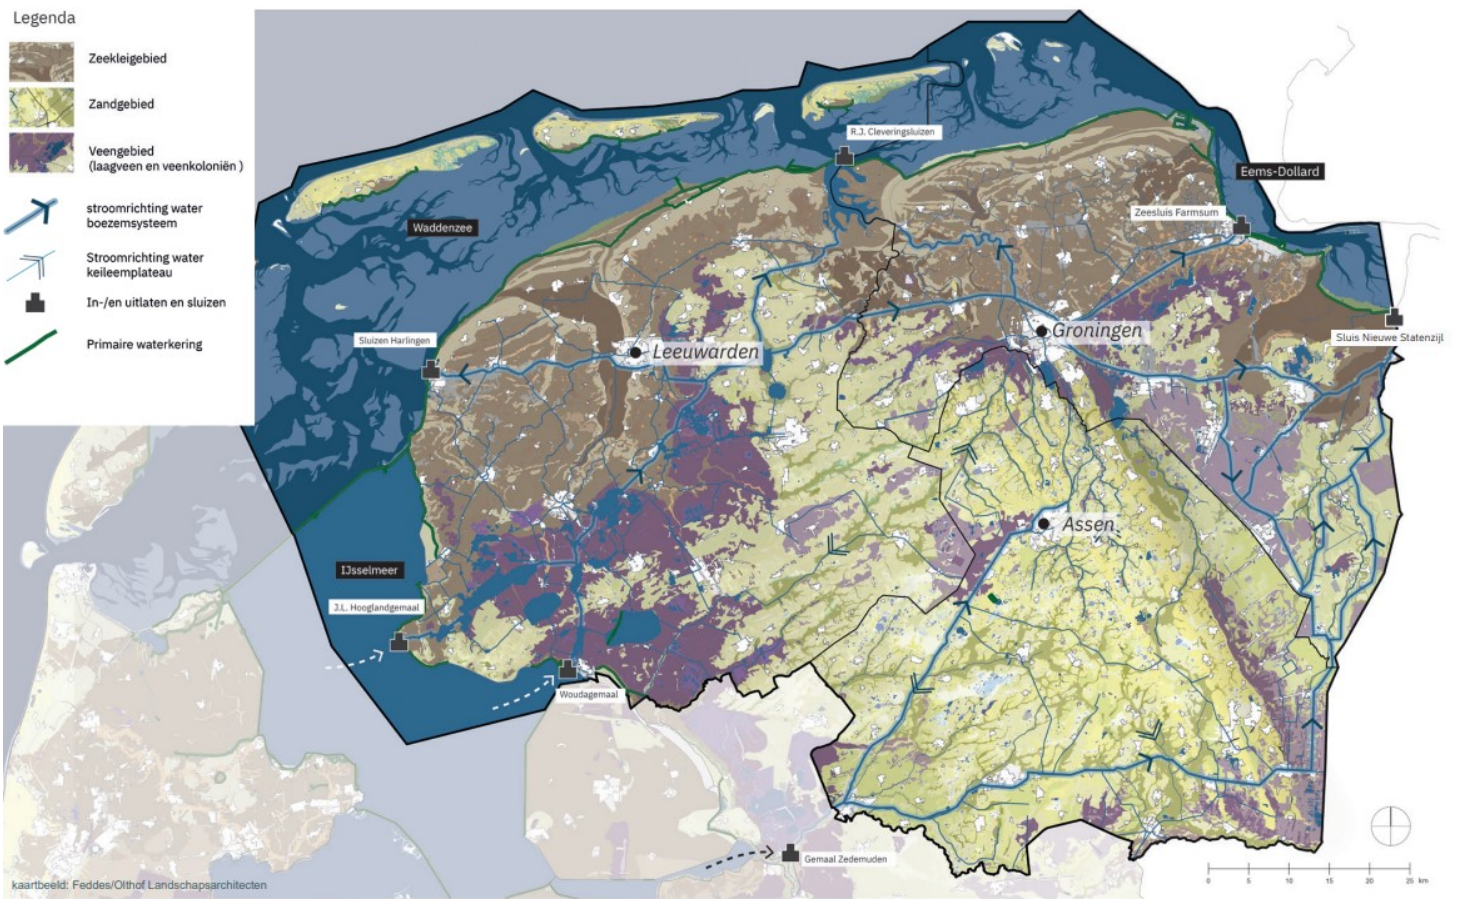 Legenda
Zeekleigebied
Zandgebied
Veengebied
(laagveen en veenkoloniën )
stroomrichting water
boezemsysteem
Stroomrichting water
keileemplateau
In-/en uitlaten en sluizen
Primaire waterkering
R.J. Cleveringsluizen
Eems-Dollard
Zeesluis Farmsum
Waddenzee
Sluizen Harlingen
Leeuwarden
Groningen
Sluis Nieuwe Statenzijl
Assen
IJsselmeer
J.L. Hooglandgemaal
Woudagemaal
Gemaal Zedemuden
0 5 10 15 20 25 km
kaartbeeld: Feddes/Olthof Landschapsarchitecten